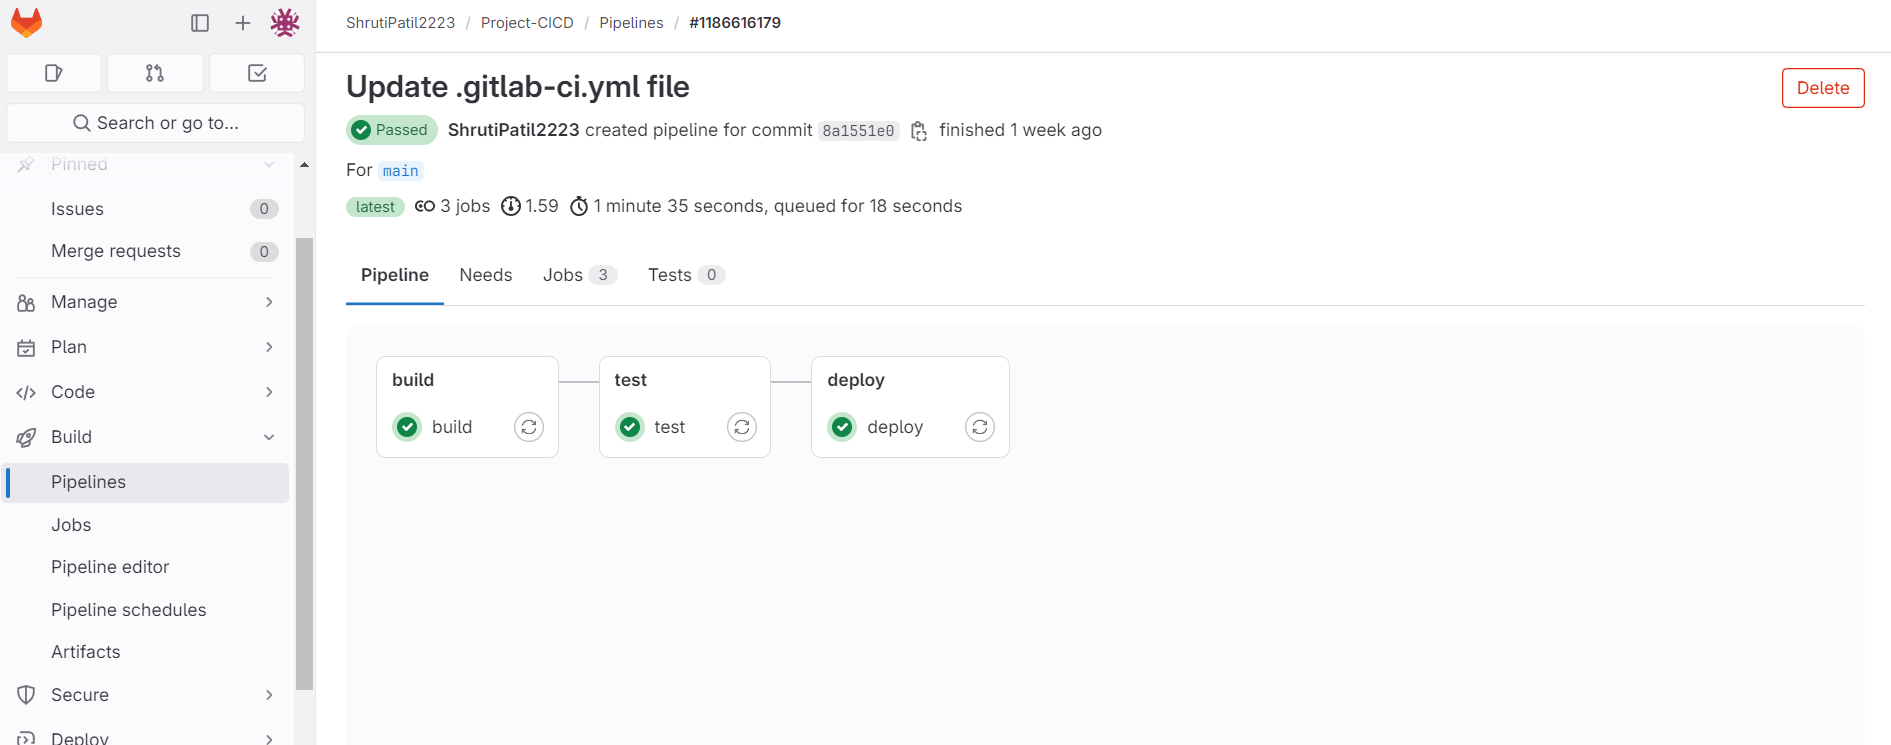 ShrutiPatil2223 / Project-CICD / Pipelines / #1186616179
Search or go to...
Pinned
Issues 0
Merge requests 0
Manage
Plan
Code
Build
Pipelines
Jobs
Pipeline editor
Pipeline schedules
Artifacts
Secure
Deploy
Update .gitlab-ci.yml file
Delete
Passed ShrutiPatil2223 created pipeline for commit 8a1551e0 finished 1 week ago
For main
latest 3 jobs 1.59 1 minute 35 seconds, queued for 18 seconds
Pipeline Needs Jobs 3 Tests 0
build
build
test
test
deploy
deploy